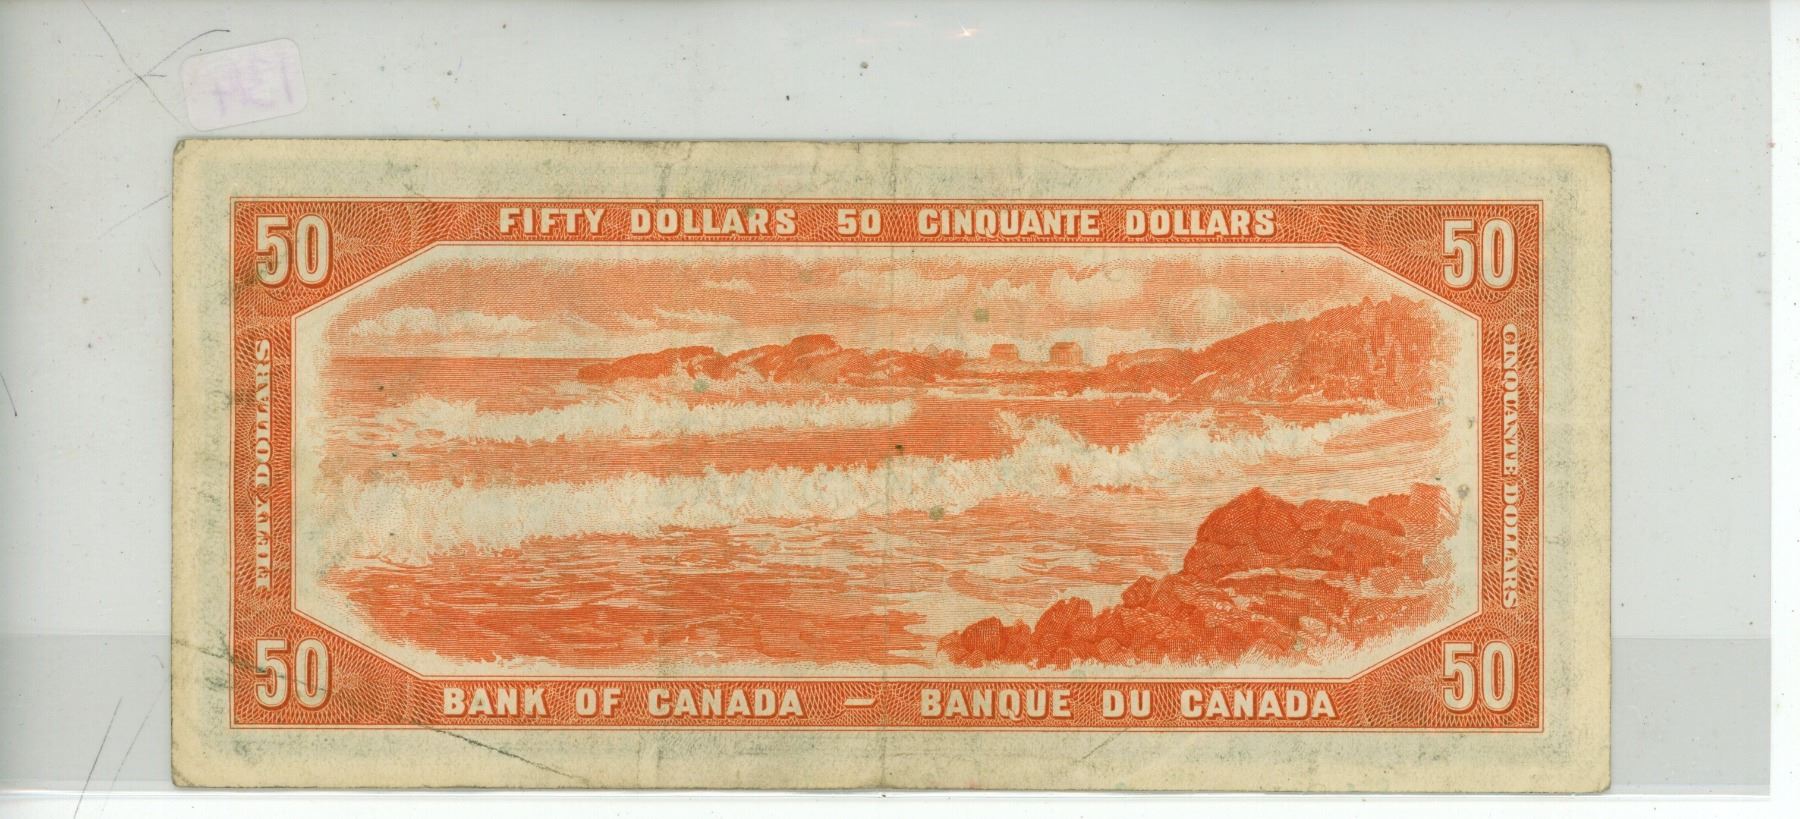 50 FIFTY DOLLARS 50 CINQUANTE DOLLARS 50
FIFTY DOLLARS
CINQUANTE DOLLARS
50 BANK OF CANADA — BANQUE DU CANADA 50